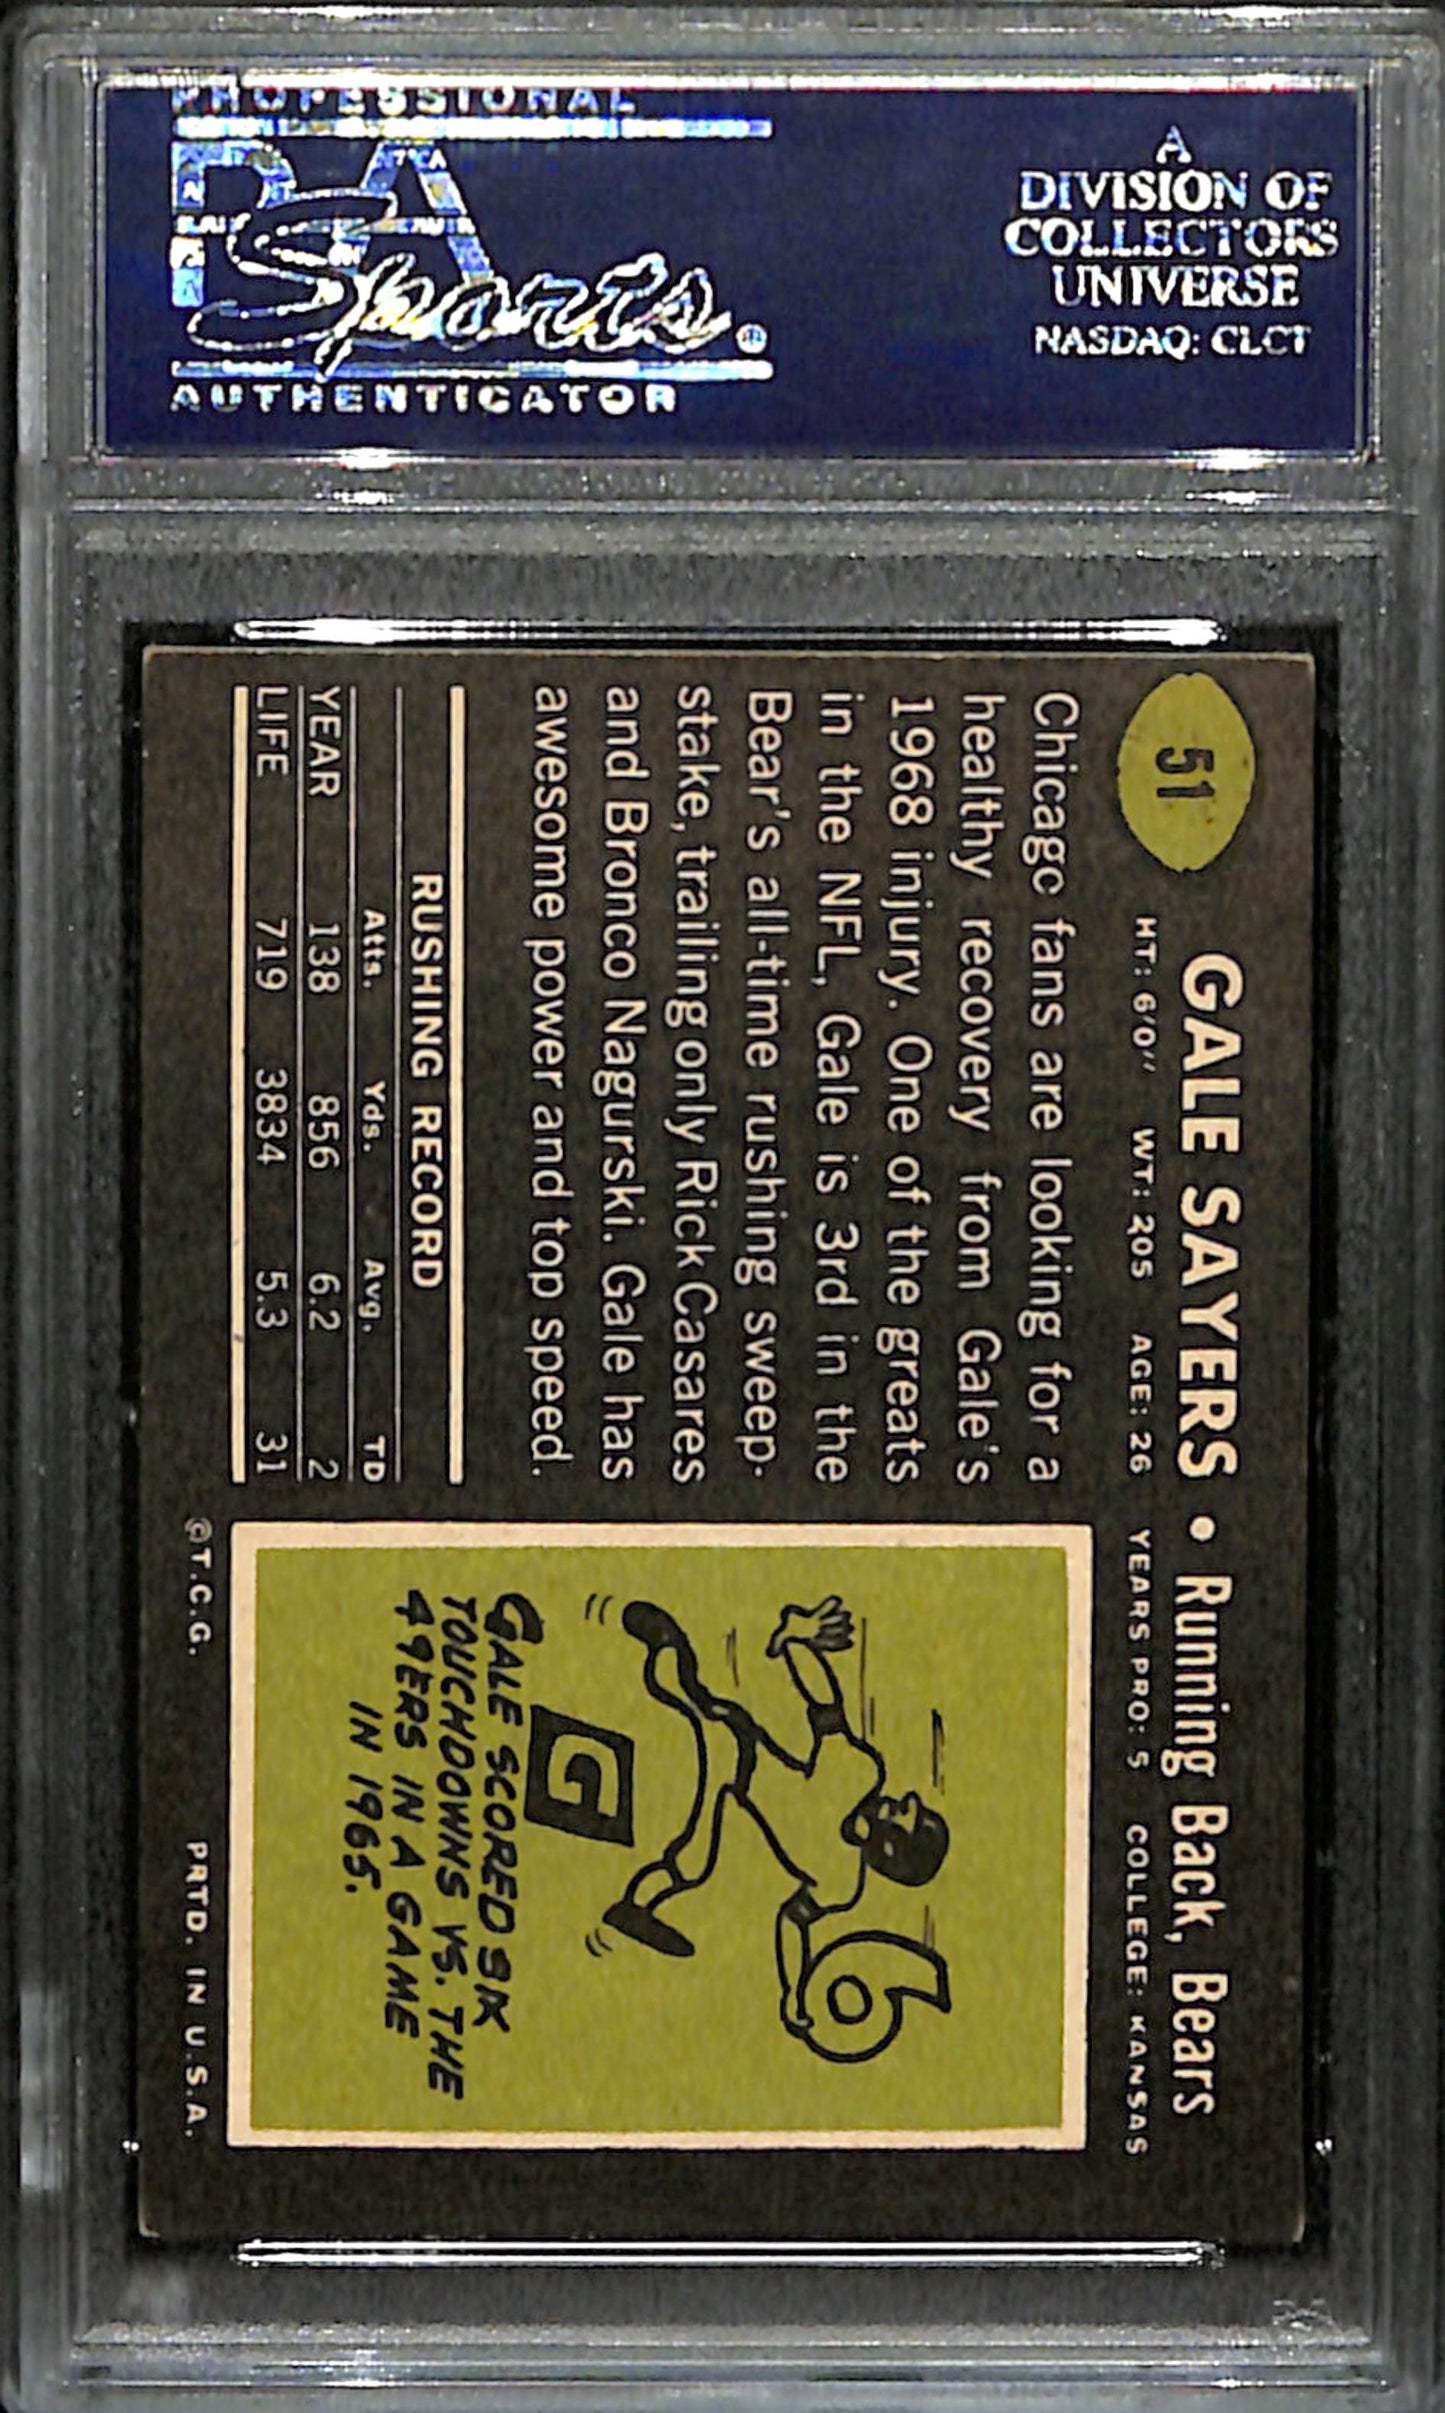 PROFESSIONAL
PSA
Sports®
AUTHENTICATOR
A
DIVISION OF
COLLECTORS
UNIVERSE
NASDAQ: CLCT
51
GALE SAYERS • Running Back, Bears
HT: 6'0" WT: 205 AGE: 26 YEARS PRO: 5 COLLEGE: KANSAS
Chicago fans are looking for a
healthy recovery from Gale's
1968 injury. One of the greats
in the NFL, Gale is 3rd in the
Bear's all-time rushing sweep-
stake, trailing only Rick Casares
and Bronco Nagurski. Gale has
awesome power and top speed.
RUSHING RECORD
Atts. Yds. Avg. TD
YEAR 138 856 6.2 2
LIFE 719 3834 5.3 31
6
G
GALE SCORED SIX
TOUCHDOWNS VS. THE
49ERS IN A GAME
IN 1965.
©T.C.G. PRTD. IN U.S.A.